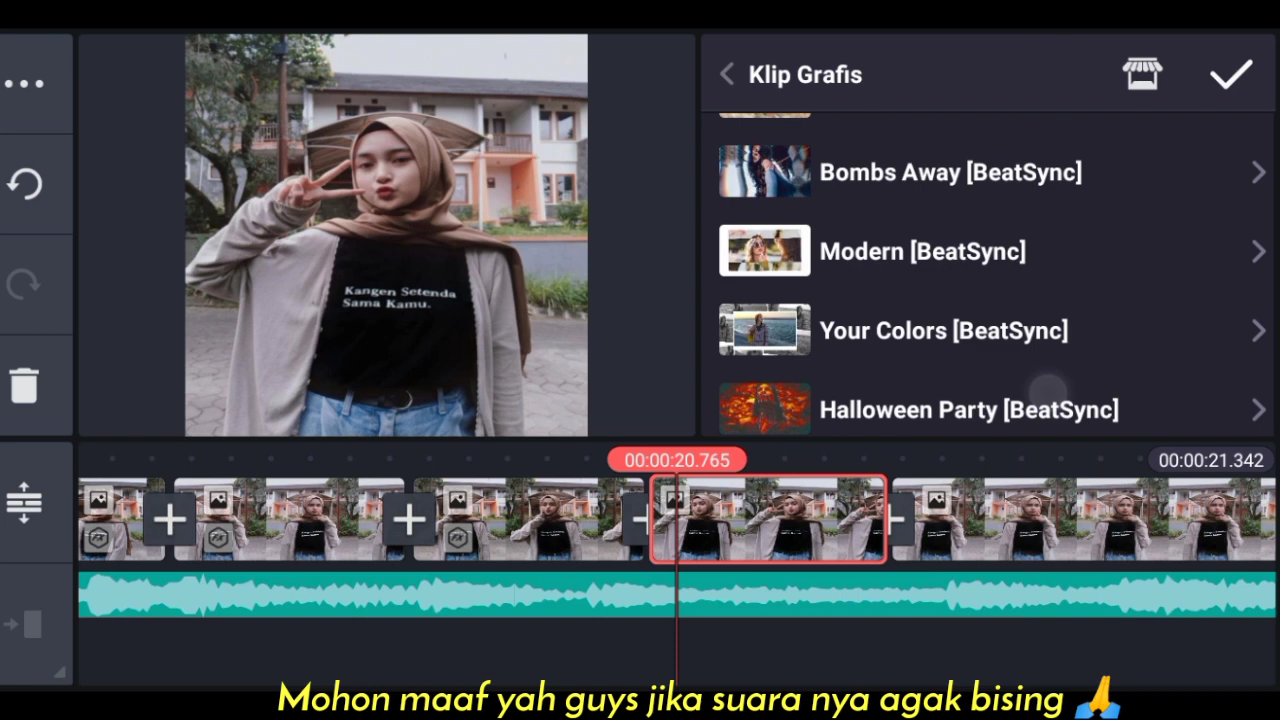 Klip Grafis
Bombs Away [BeatSync]
Modern [BeatSync]
Your Colors [BeatSync]
Halloween Party [BeatSync]
Kangen Setenda
Sama Kamu.
00:00:20.765
00:00:21.342
Mohon maaf yah guys jika suara nya agak bising 🙏